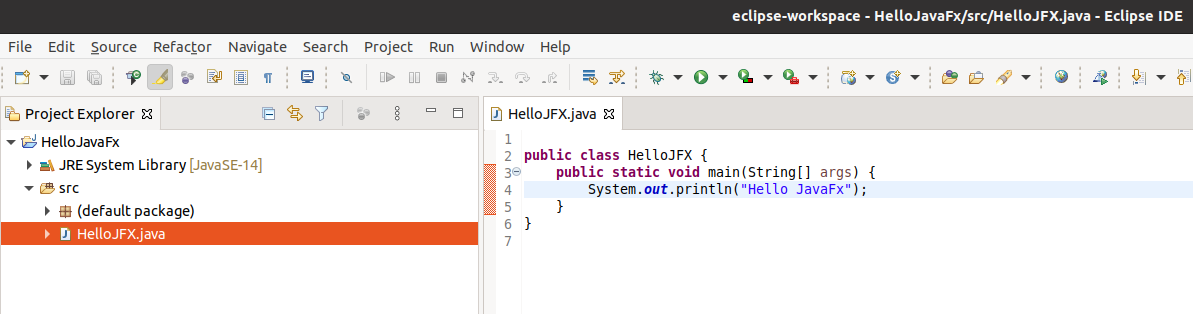 eclipse-workspace - HelloJavaFx/src/HelloJFX.java - Eclipse IDE
File Edit Source Refactor Navigate Search Project Run Window Help
Project Explorer
HelloJavaFx
JRE System Library [JavaSE-14]
src
(default package)
HelloJFX.java
HelloJFX.java
1
2 public class HelloJFX {
3 public static void main(String[] args) {
4 System.out.println("Hello JavaFx");
5 }
6 }
7